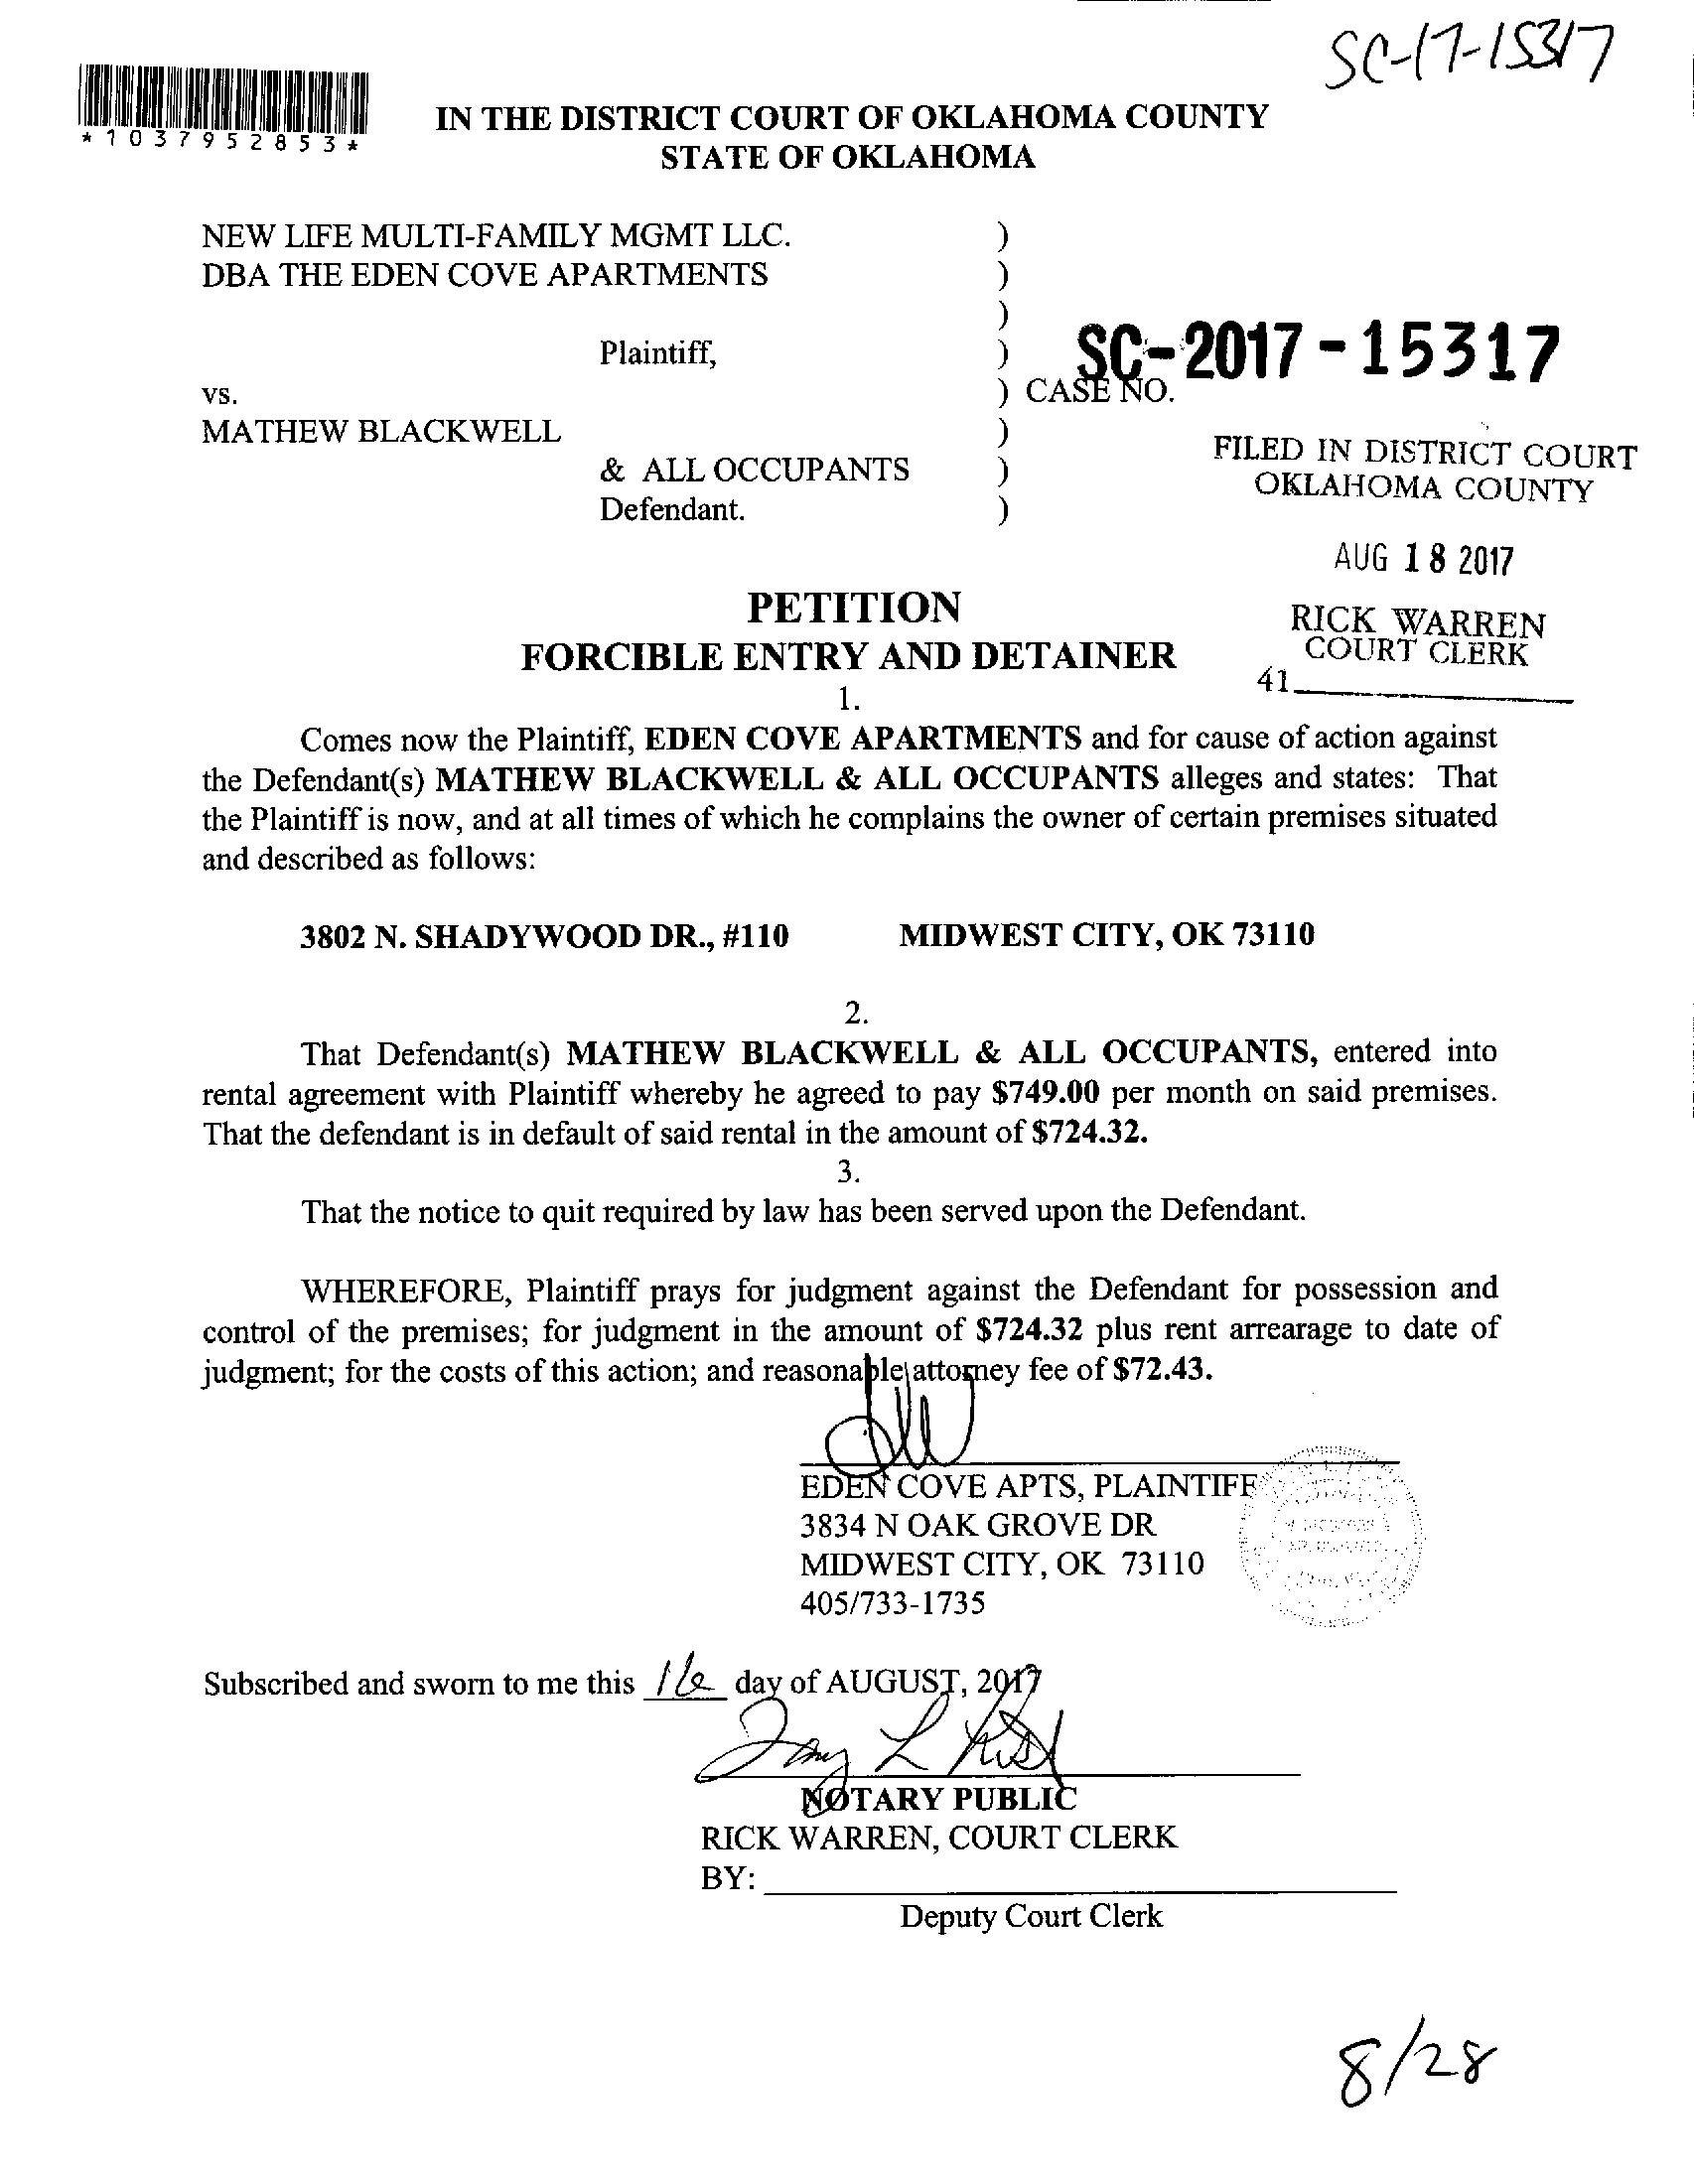 SC-17-15317
*1037952853*
IN THE DISTRICT COURT OF OKLAHOMA COUNTY
STATE OF OKLAHOMA
NEW LIFE MULTI-FAMILY MGMT LLC. )
DBA THE EDEN COVE APARTMENTS )
)
Plaintiff, ) SC-2017-15317
vs. ) CASE NO.
MATHEW BLACKWELL )
& ALL OCCUPANTS )
Defendant. )
FILED IN DISTRICT COURT
OKLAHOMA COUNTY
AUG 18 2017
RICK WARREN
COURT CLERK
41
PETITION
FORCIBLE ENTRY AND DETAINER
1.
Comes now the Plaintiff, EDEN COVE APARTMENTS and for cause of action against
the Defendant(s) MATHEW BLACKWELL & ALL OCCUPANTS alleges and states: That
the Plaintiff is now, and at all times of which he complains the owner of certain premises situated
and described as follows:
3802 N. SHADYWOOD DR., #110 MIDWEST CITY, OK 73110
2.
That Defendant(s) MATHEW BLACKWELL & ALL OCCUPANTS, entered into
rental agreement with Plaintiff whereby he agreed to pay $749.00 per month on said premises.
That the defendant is in default of said rental in the amount of $724.32.
3.
That the notice to quit required by law has been served upon the Defendant.
WHEREFORE, Plaintiff prays for judgment against the Defendant for possession and
control of the premises; for judgment in the amount of $724.32 plus rent arrearage to date of
judgment; for the costs of this action; and reasonable attorney fee of $72.43.
EDEN COVE APTS, PLAINTIFF
3834 N OAK GROVE DR
MIDWEST CITY, OK 73110
405/733-1735
Subscribed and sworn to me this 16 day of AUGUST, 2017
NOTARY PUBLIC
RICK WARREN, COURT CLERK
BY:
Deputy Court Clerk
8/28